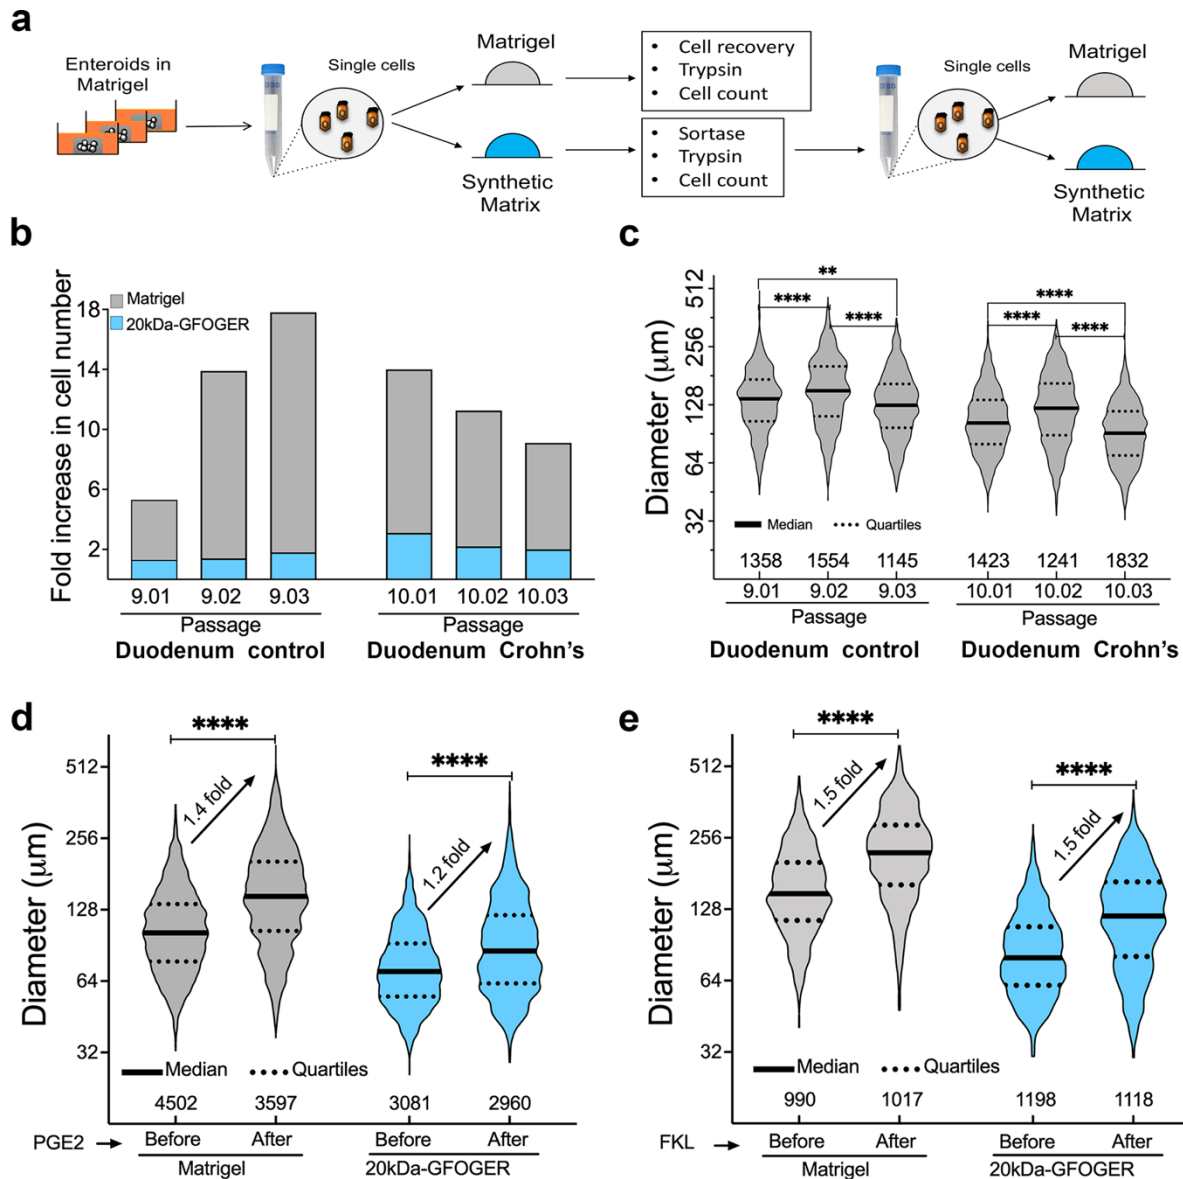 a
Enteroids in
Matrigel
Single cells
Matrigel
Synthetic
Matrix
• Cell recovery
• Trypsin
• Cell count
• Sortase
• Trypsin
• Cell count
Single cells
Matrigel
Synthetic
Matrix
b
Fold increase in cell number
18
14
10
6
2
Matrigel
20kDa-GFOGER
9.01 9.02 9.03 10.01 10.02 10.03
Passage Passage
Duodenum control Duodenum Crohn's
c
Diameter (μm)
512
256
128
64
32
** ****
**** **** **** ****
Median Quartiles
1358 1554 1145 1423 1241 1832
9.01 9.02 9.03 10.01 10.02 10.03
Passage Passage
Duodenum control Duodenum Crohn's
d
Diameter (μm)
512
256
128
64
32
**** ****
1.4 fold
1.2 fold
Median Quartiles
4502 3597 3081 2960
PGE2 Before After Before After
Matrigel 20kDa-GFOGER
e
Diameter (μm)
512
256
128
64
32
**** ****
1.5 fold
1.5 fold
Median Quartiles
990 1017 1198 1118
FKL Before After Before After
Matrigel 20kDa-GFOGER